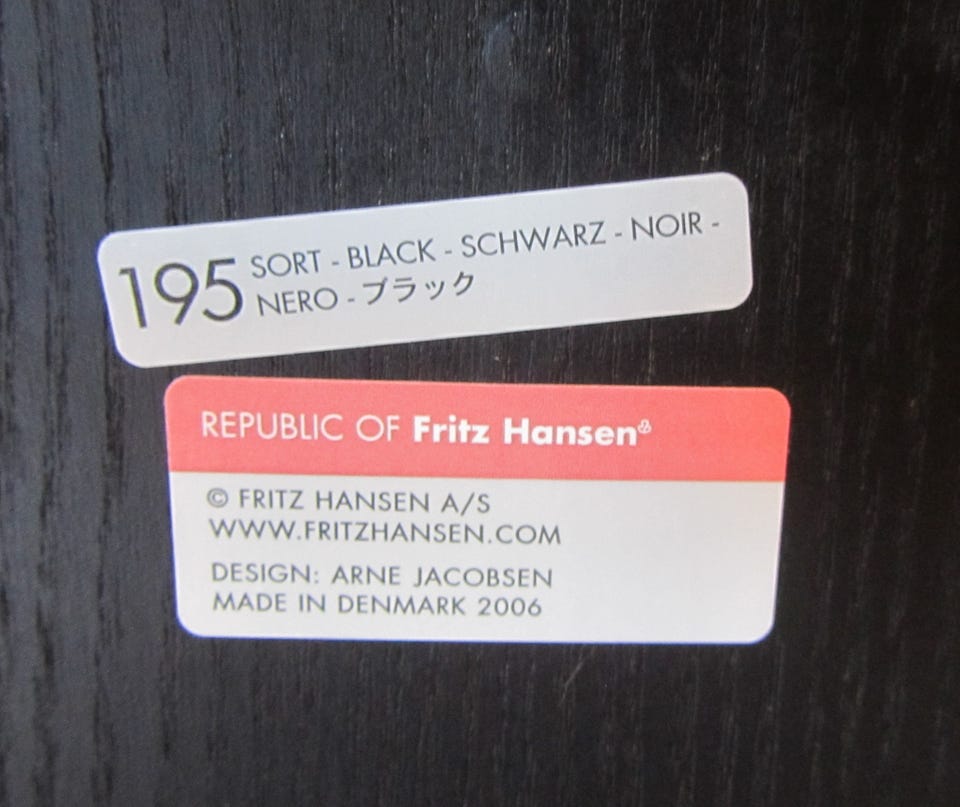 195 SORT - BLACK - SCHWARZ - NOIR -
NERO - ブラック
REPUBLIC OF Fritz Hansen
© FRITZ HANSEN A/S
WWW.FRITZHANSEN.COM
DESIGN: ARNE JACOBSEN
MADE IN DENMARK 2006